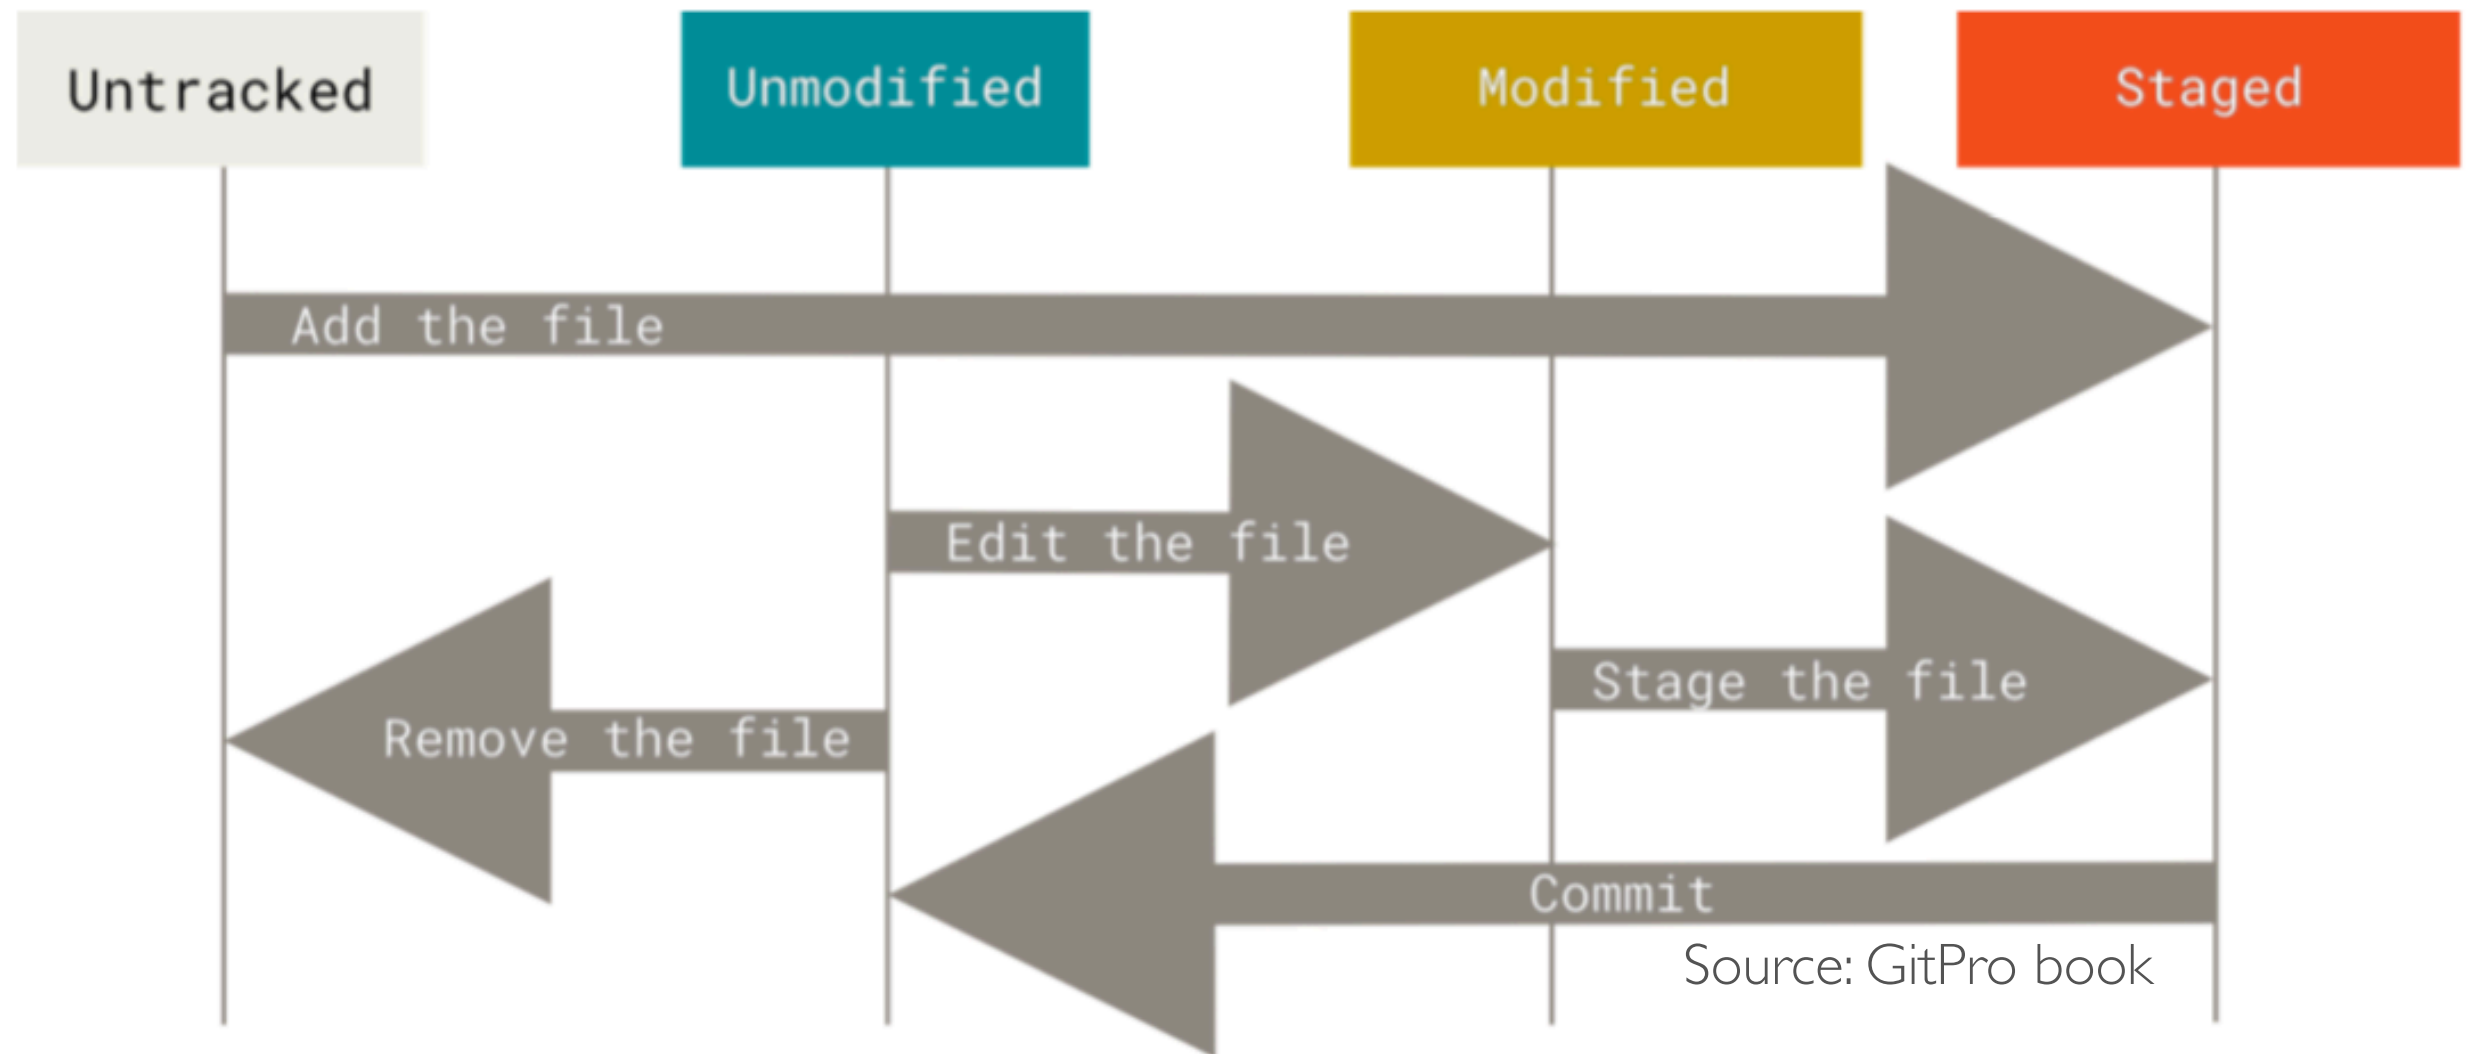 Untracked
Unmodified
Modified
Staged
Add the file
Edit the file
Stage the file
Remove the file
Commit
Source: GitPro book